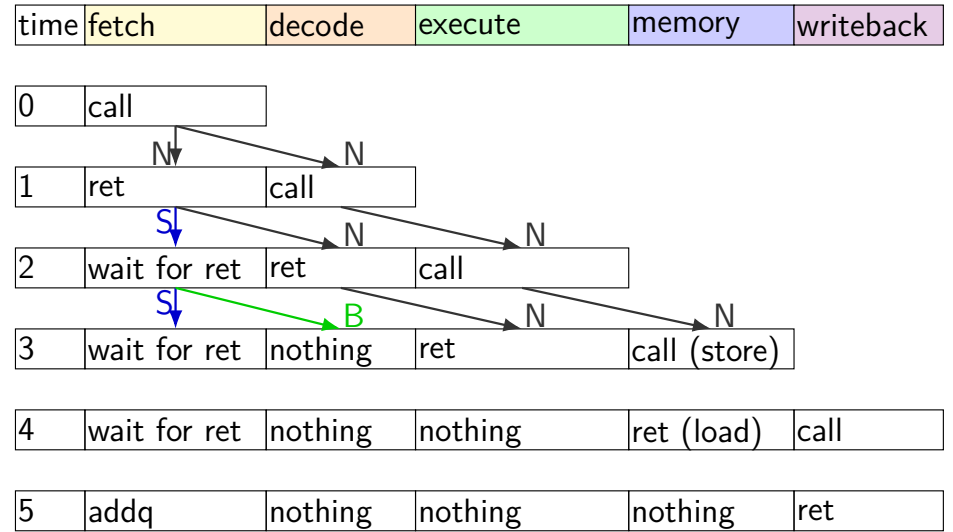 time fetch decode execute memory writeback
0 call
N N
1 ret call
S N N
2 wait for ret ret call
S B N N
3 wait for ret nothing ret call (store)
4 wait for ret nothing nothing ret (load) call
5 addq nothing nothing nothing ret